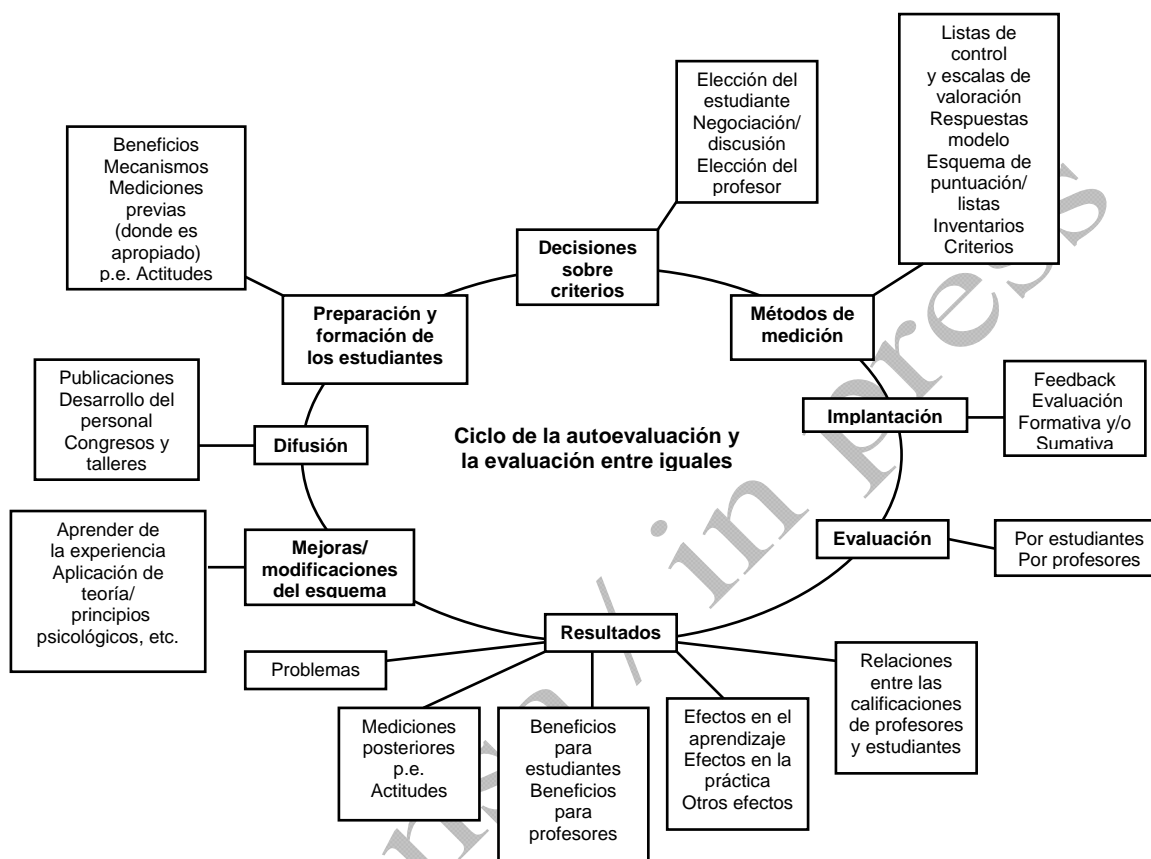 Listas de
control
y escalas de
valoración
Respuestas
modelo
Esquema de
puntuación/
listas
Inventarios
Criterios
Elección del
estudiante
Negociación/
discusión
Elección del
profesor
Beneficios
Mecanismos
Mediciones
previas
(donde es
apropiado)
p.e. Actitudes
Decisiones
sobre
criterios
Métodos de
medición
Preparación y
formación de
los estudiantes
Publicaciones
Desarrollo del
personal
Congresos y
talleres
Difusión
Ciclo de la autoevaluación y
la evaluación entre iguales
Implantación
Feedback
Evaluación
Formativa y/o
Sumativa
Aprender de
la experiencia
Aplicación de
teoría/
principios
psicológicos, etc.
Mejoras/
modificaciones
del esquema
Evaluación
Por estudiantes
Por profesores
Resultados
Problemas
Mediciones
posteriores
p.e.
Actitudes
Beneficios
para
estudiantes
Beneficios
para
profesores
Efectos en el
aprendizaje
Efectos en la
práctica
Otros efectos
Relaciones
entre las
calificaciones
de profesores
y estudiantes
/ in press